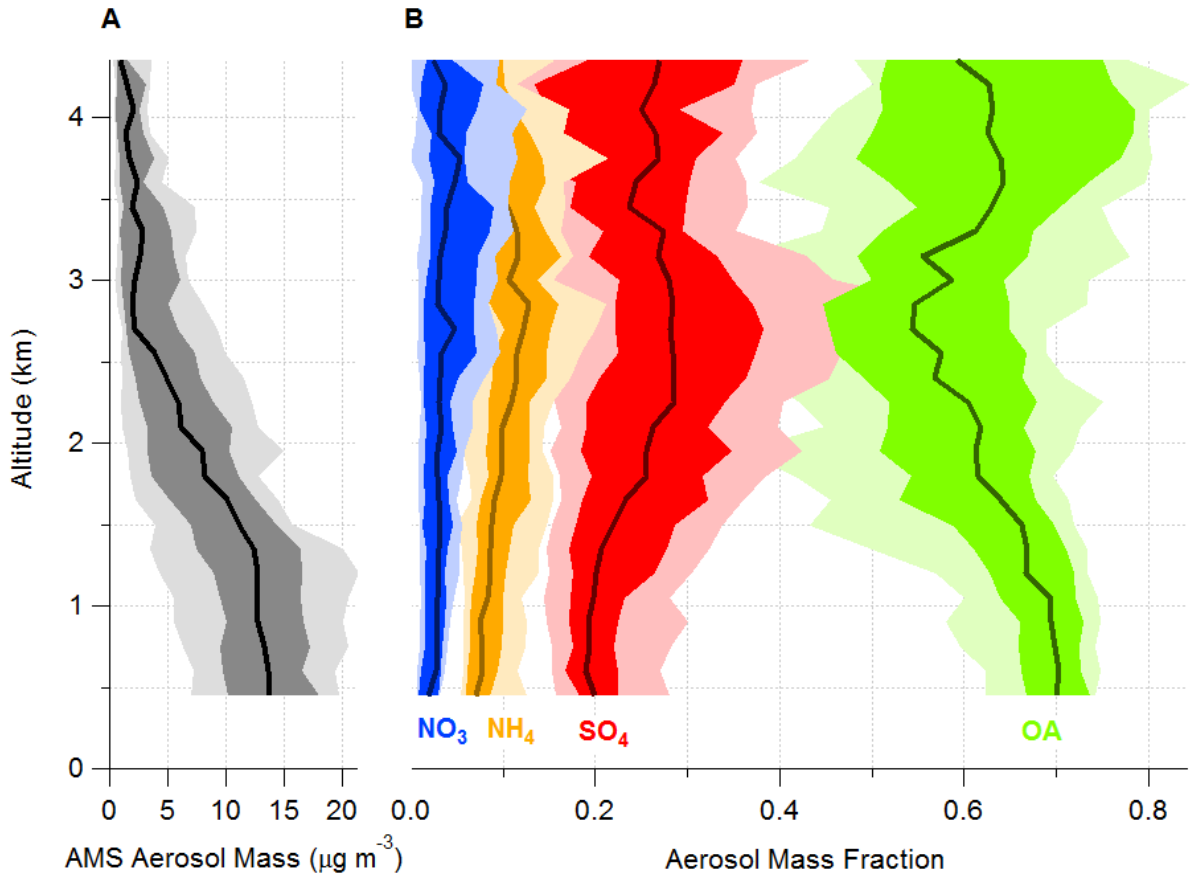 A
B
Altitude (km)
4
3
2
1
0
NO3
NH4
SO4
OA
0 5 10 15 20
0.0 0.2 0.4 0.6 0.8
AMS Aerosol Mass (μg m-3)
Aerosol Mass Fraction